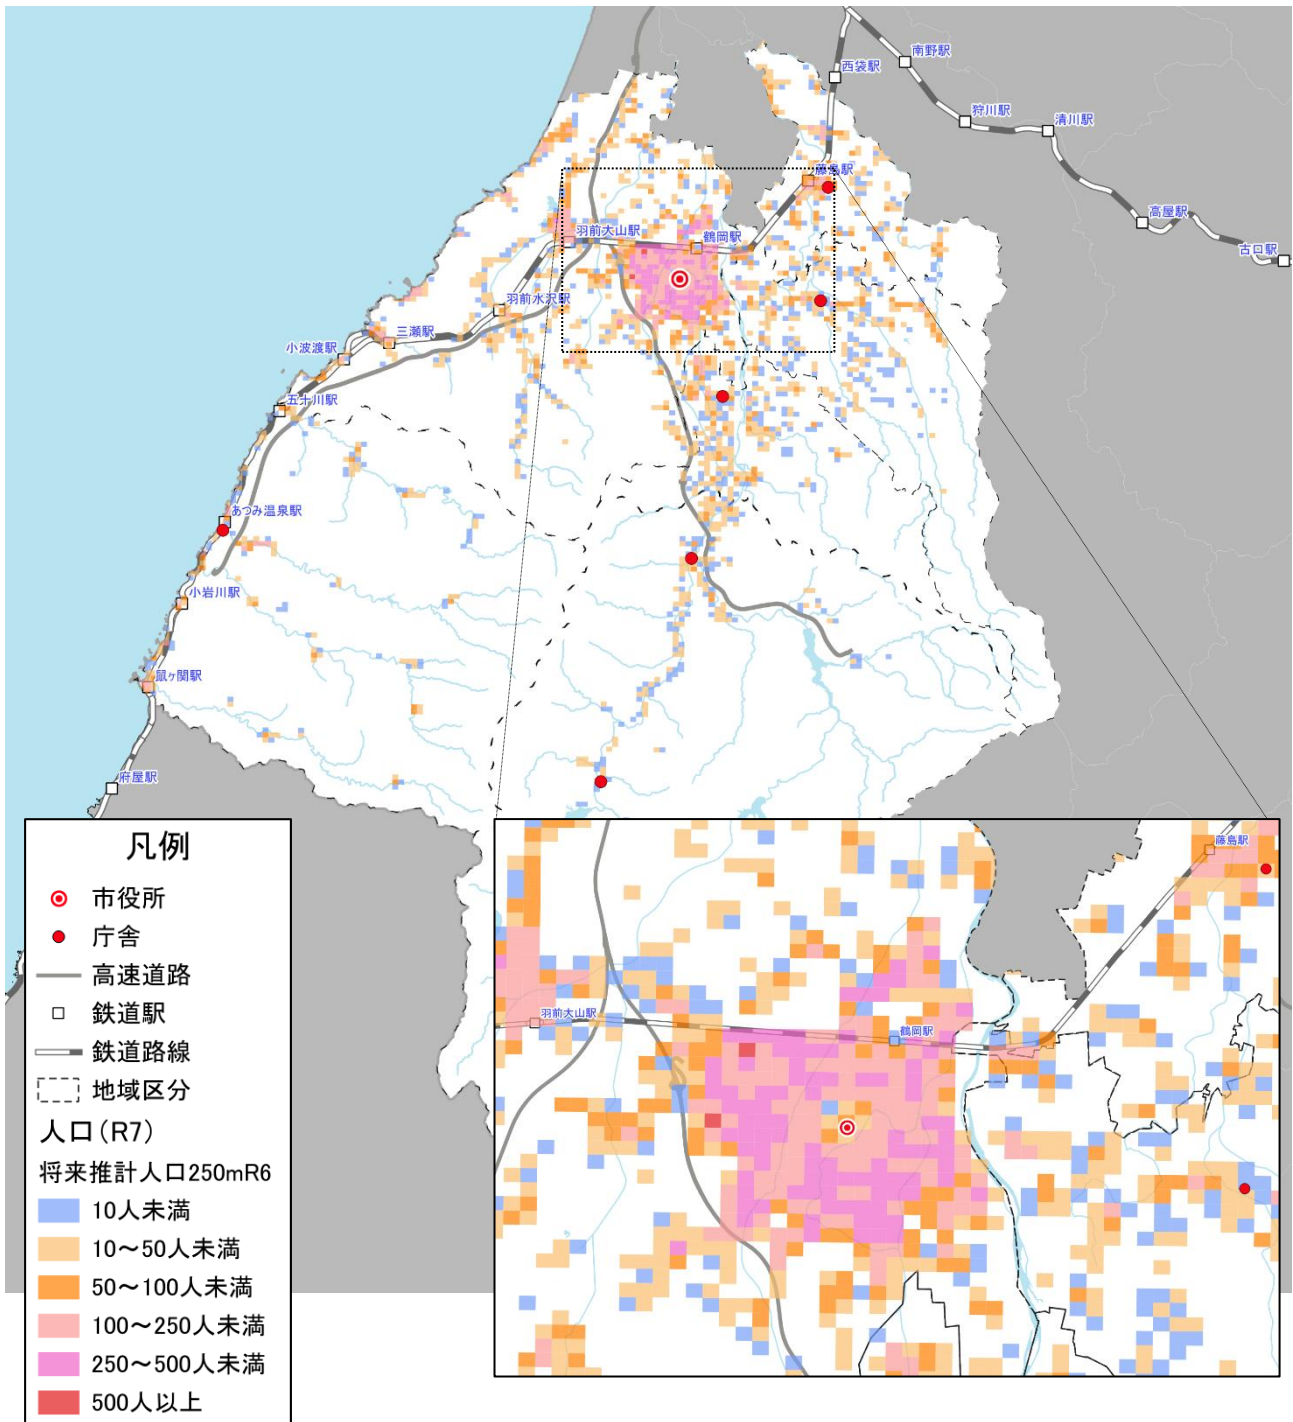 南野駅
西袋駅
狩川駅
清川駅
藤島駅
高屋駅
羽前大山駅
鶴岡駅
古口駅
羽前水沢駅
三瀬駅
小波渡駅
五十川駅
あつみ温泉駅
小岩川駅
鼠ヶ関駅
府屋駅
凡例
市役所
庁舎
高速道路
鉄道駅
鉄道路線
地域区分
人口(R7)
将来推計人口250mR6
10人未満
10～50人未満
50～100人未満
100～250人未満
250～500人未満
500人以上
藤島駅
羽前大山駅
鶴岡駅